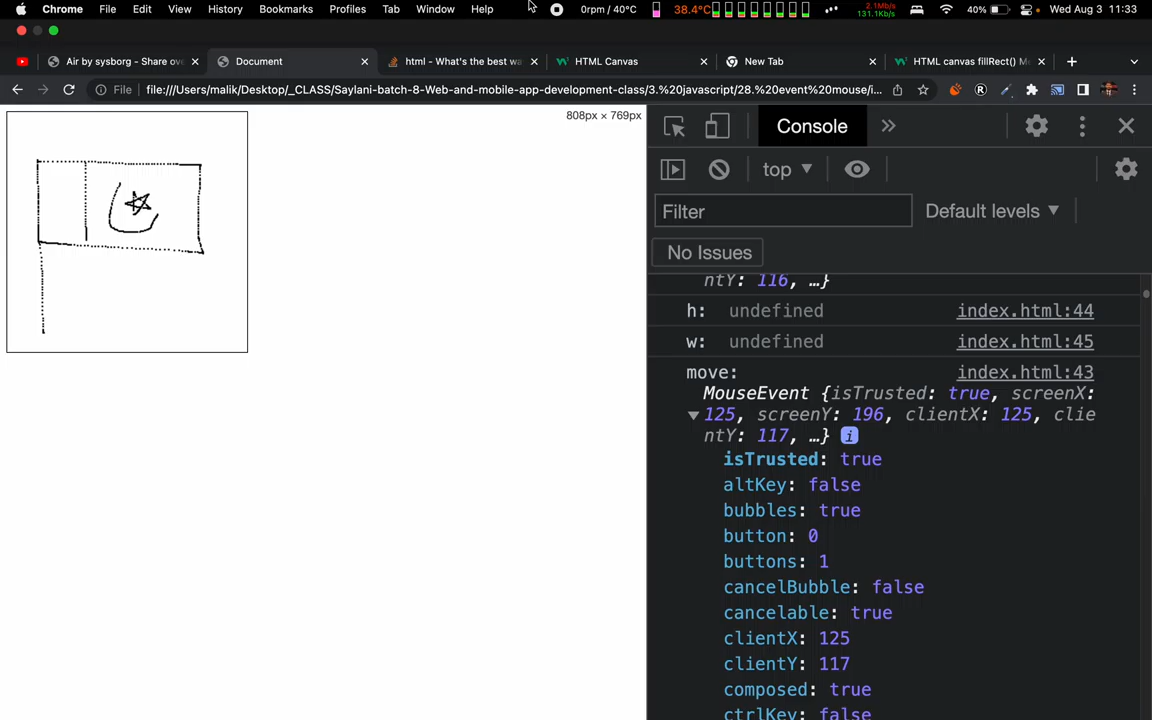 Chrome File Edit View History Bookmarks Profiles Tab Window Help 0rpm / 40°C 38.4°C 2.1Mb/s 131.1Kb/s 40% Wed Aug 3 11:33
Air by sysborg - Share ov Document html - What's the best wa HTML Canvas New Tab HTML canvas fillRect() M
File file:///Users/malik/Desktop/_CLASS/Saylani-batch-8-Web-and-mobile-app-development-class/3.%20javascript/28.%20event%20mouse/i...
808px × 769px
Console
top
Filter Default levels
No Issues
ntY: 116, …}
h: undefined index.html:44
w: undefined index.html:45
move: index.html:43
MouseEvent {isTrusted: true, screenX:
125, screenY: 196, clientX: 125, clie
ntY: 117, …} i
isTrusted: true
altKey: false
bubbles: true
button: 0
buttons: 1
cancelBubble: false
cancelable: true
clientX: 125
clientY: 117
composed: true
ctrlKey: false